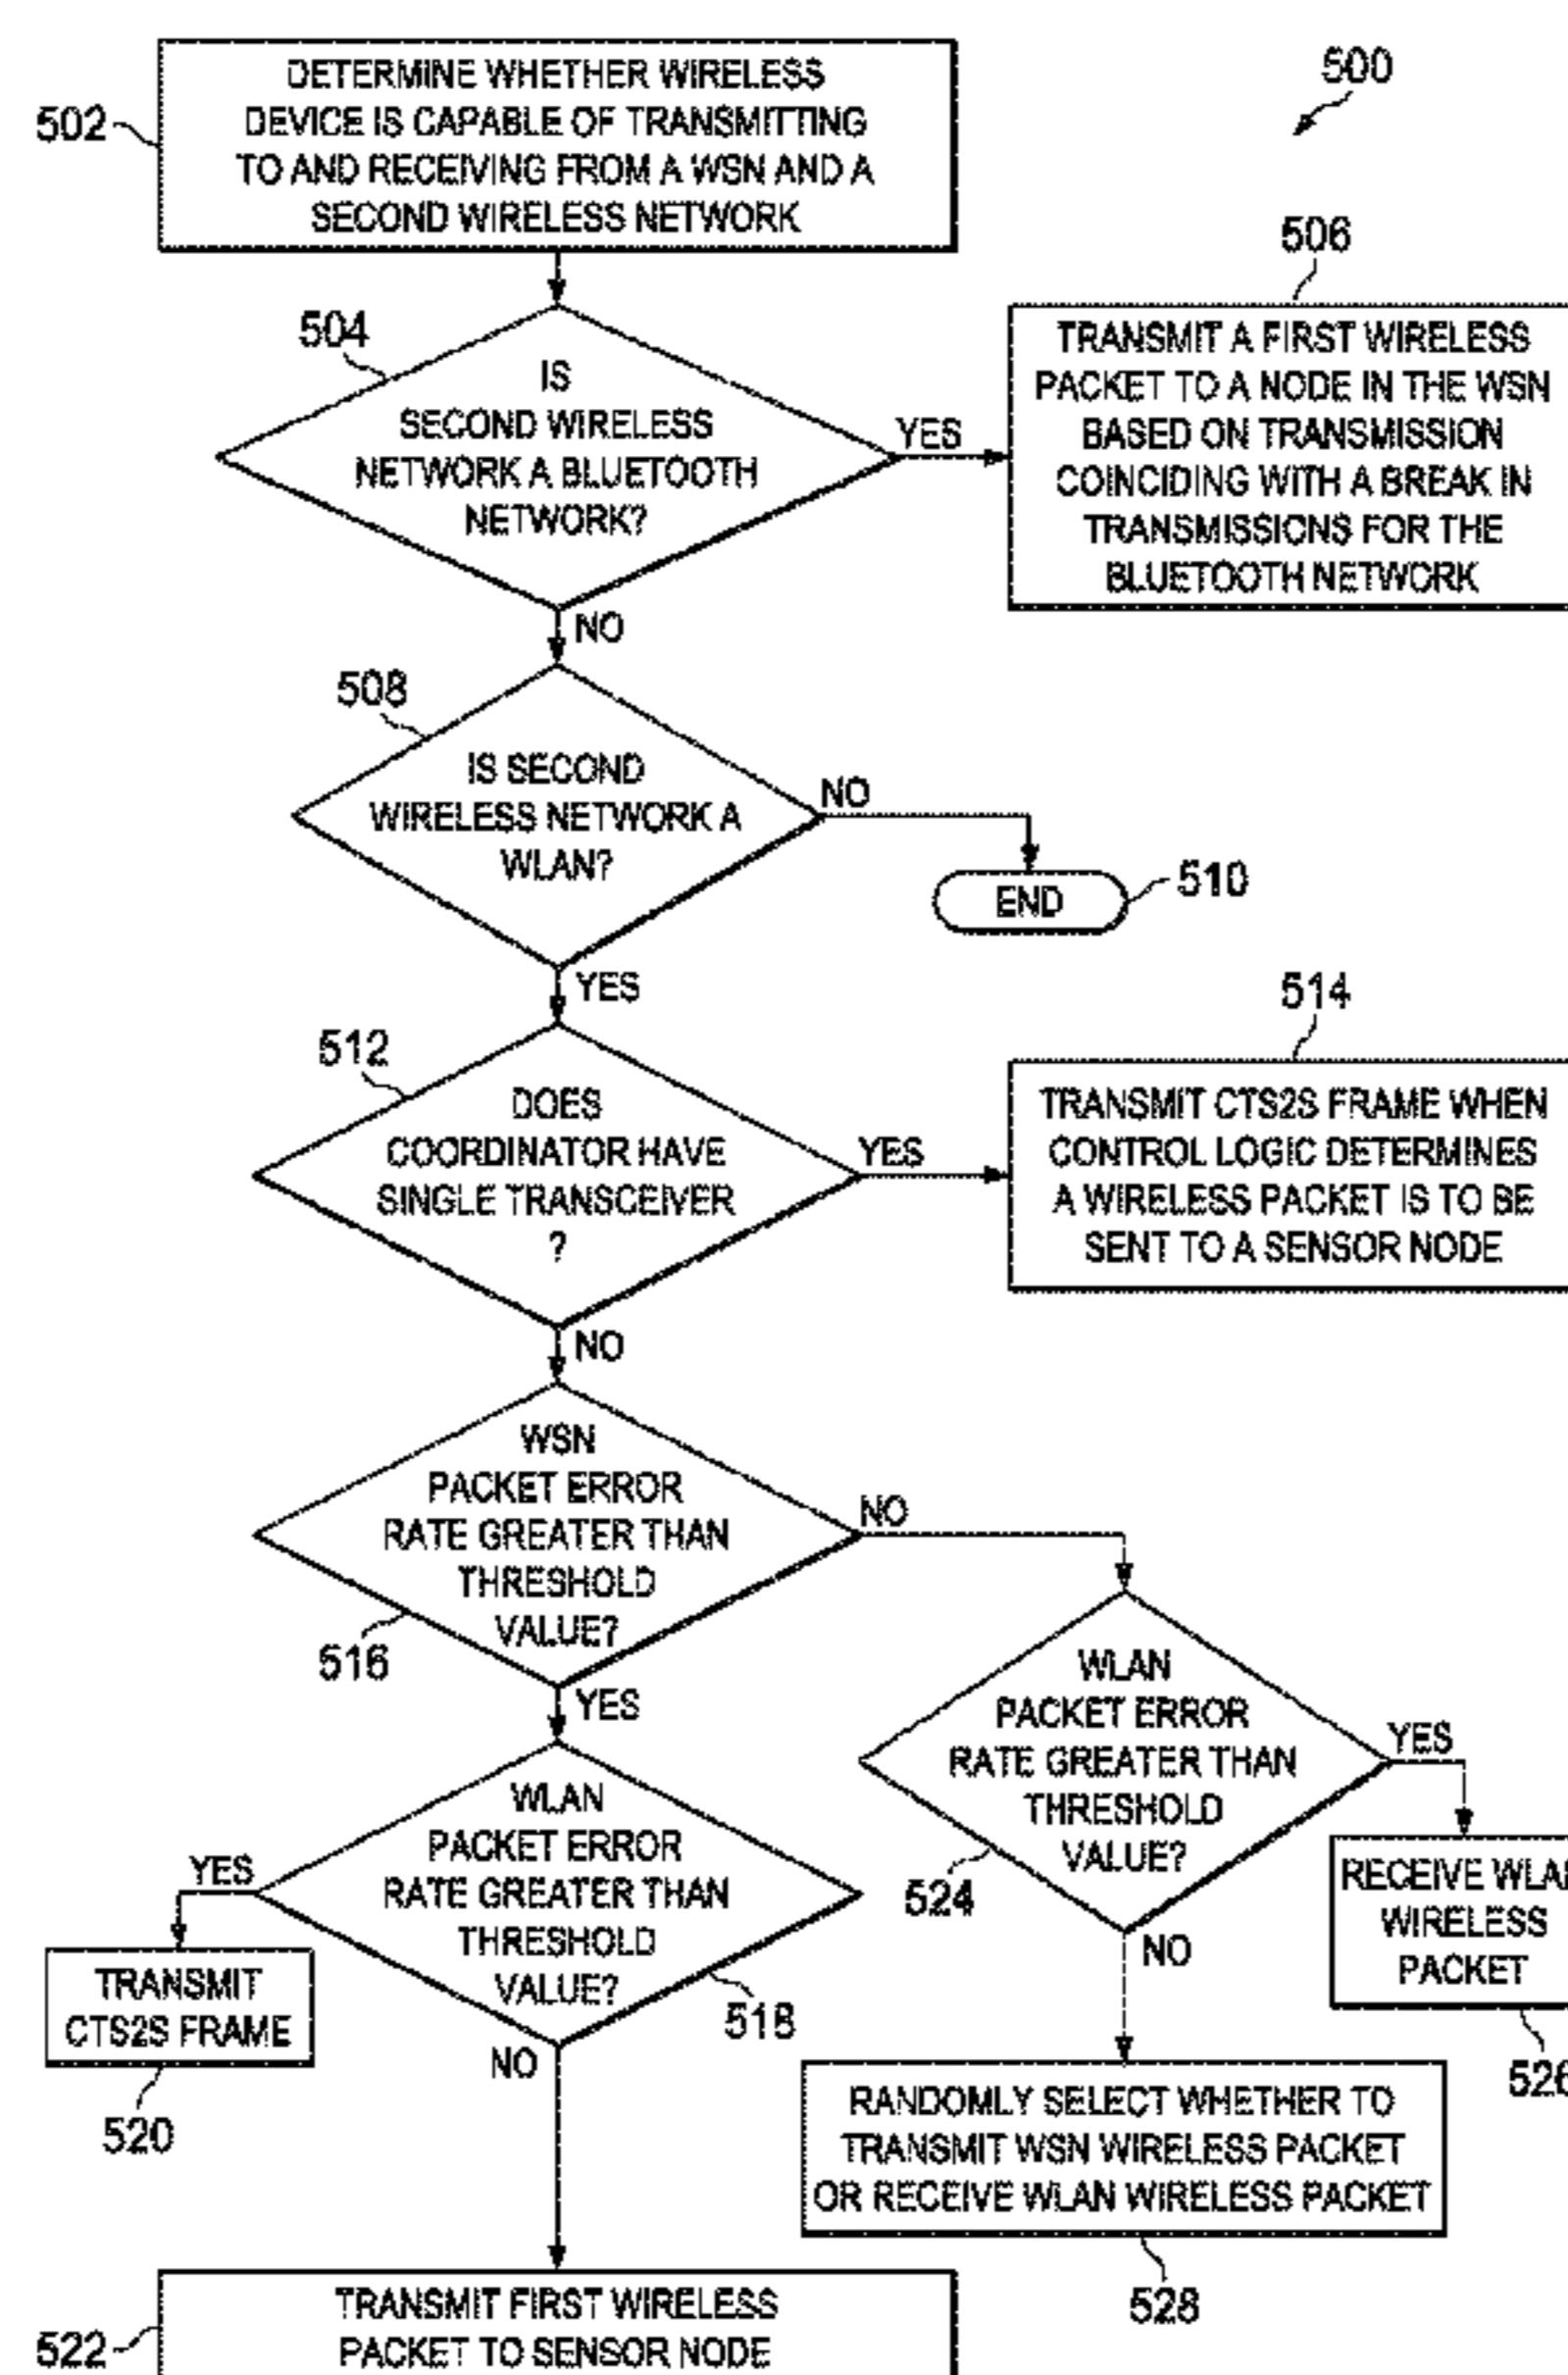 500
502
DETERMINE WHETHER WIRELESS
DEVICE IS CAPABLE OF TRANSMITTING
TO AND RECEIVING FROM A WSN AND A
SECOND WIRELESS NETWORK
504
IS
SECOND WIRELESS
NETWORK A BLUETOOTH
NETWORK?
YES
506
TRANSMIT A FIRST WIRELESS
PACKET TO A NODE IN THE WSN
BASED ON TRANSMISSION
COINCIDING WITH A BREAK IN
TRANSMISSIONS FOR THE
BLUETOOTH NETWORK
NO
508
IS SECOND
WIRELESS NETWORK A
WLAN?
NO
END
510
YES
512
DOES
COORDINATOR HAVE
SINGLE TRANSCEIVER
?
YES
514
TRANSMIT CTS2S FRAME WHEN
CONTROL LOGIC DETERMINES
A WIRELESS PACKET IS TO BE
SENT TO A SENSOR NODE
NO
WSN
PACKET ERROR
RATE GREATER THAN
THRESHOLD
VALUE?
516
NO
YES
WLAN
PACKET ERROR
RATE GREATER THAN
THRESHOLD
VALUE?
518
YES
TRANSMIT
CTS2S FRAME
520
NO
WLAN
PACKET ERROR
RATE GREATER THAN
THRESHOLD
VALUE?
524
YES
RECEIVE
WIRELESS
PACKET
NO
RANDOMLY SELECT WHETHER TO
TRANSMIT WSN WIRELESS PACKET
OR RECEIVE WLAN WIRELESS PACKET
528
522
TRANSMIT FIRST WIRELESS
PACKET TO SENSOR NODE